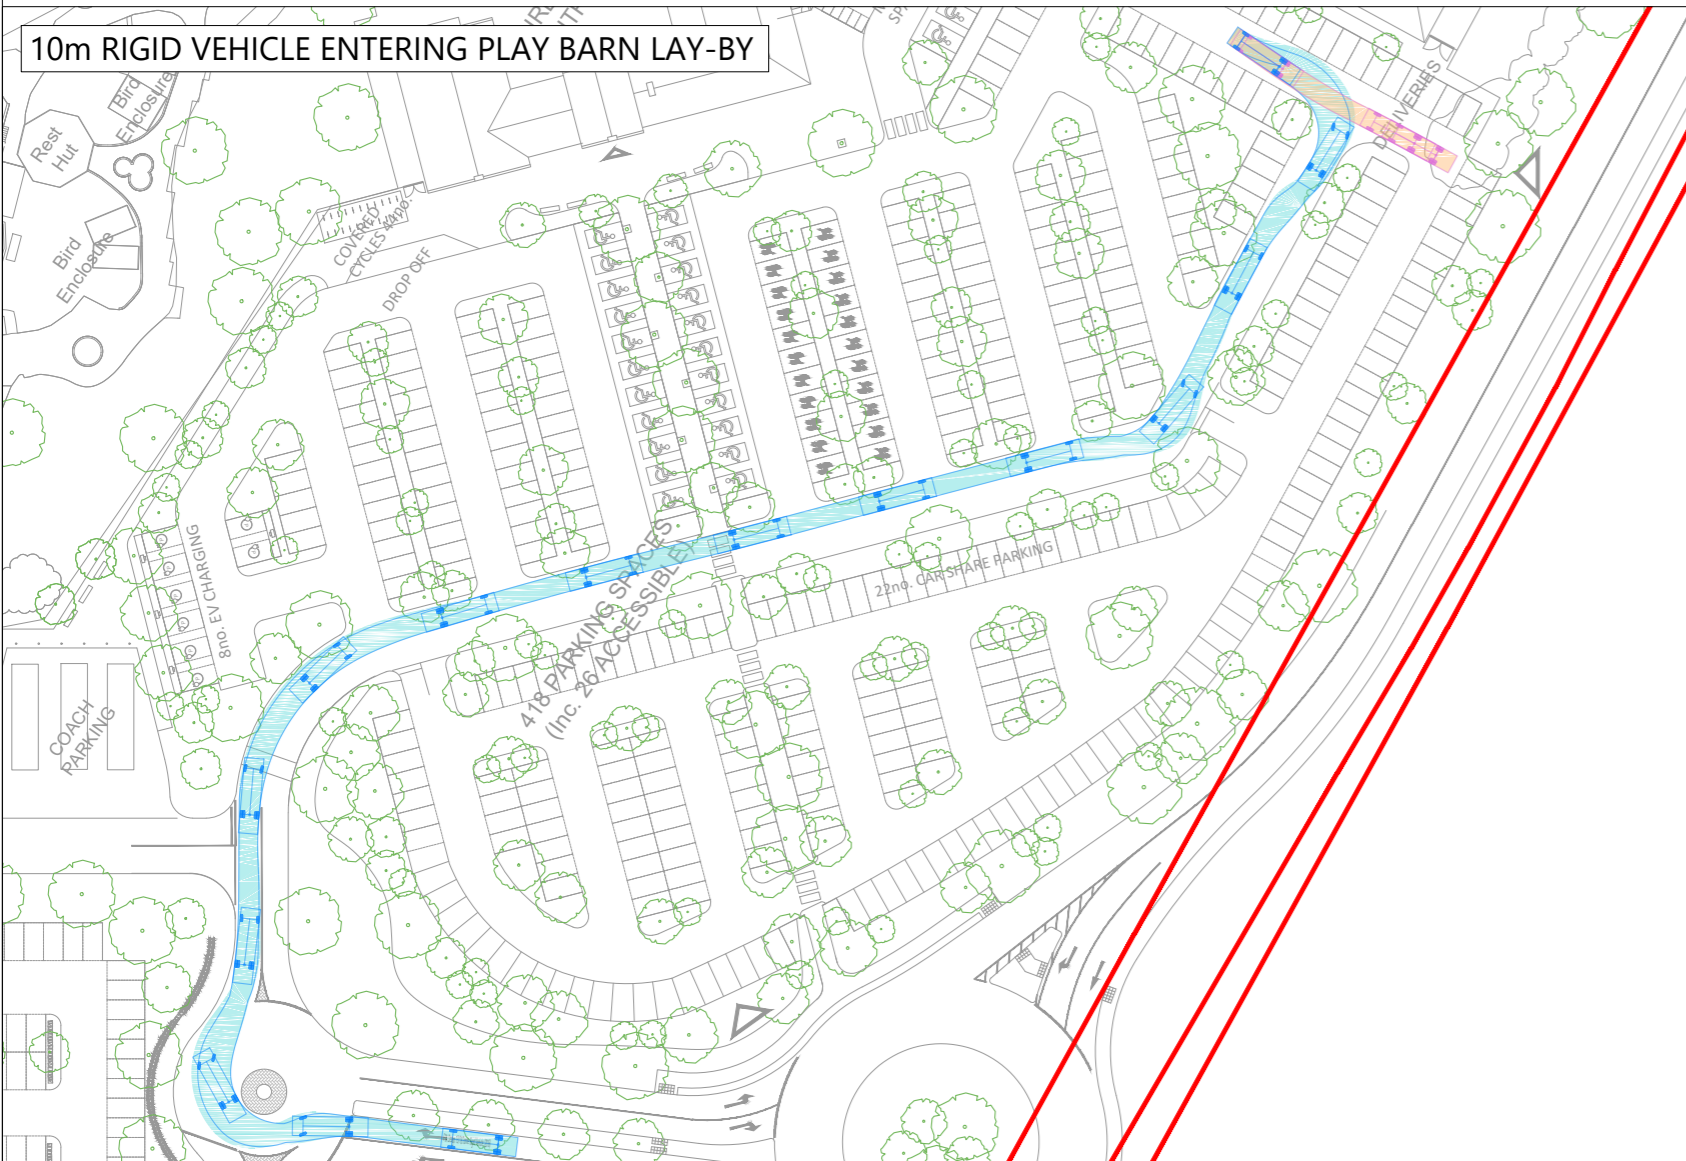 10m RIGID VEHICLE ENTERING PLAY BARN LAY-BY
Bird
Enclosure
Rest
Hut
Bird
Enclosure
COVERED
CYCLES 44no.
DROP OFF
DELIVERIES
8no. EV CHARGING
418 PARKING SPACES
(Inc. 26 ACCESSIBLE)
22no. CAR SHARE PARKING
COACH
PARKING